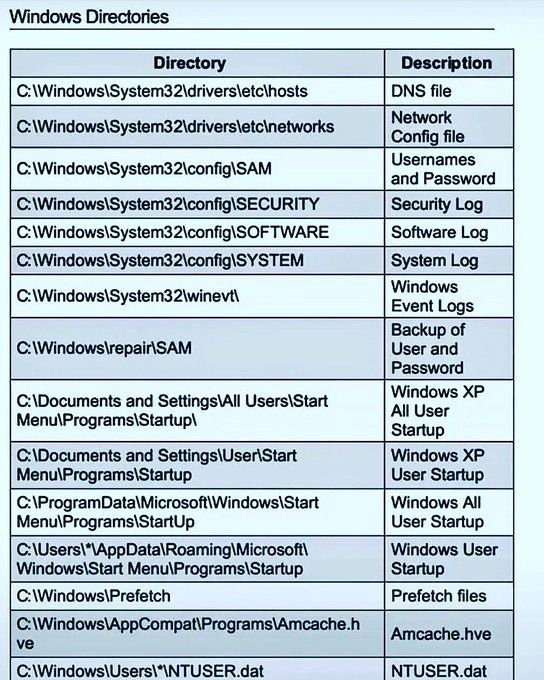 Windows Directories
Directory Description
C:\Windows\System32\drivers\etc\hosts DNS file
C:\Windows\System32\drivers\etc\networks Network
Config file
C:\Windows\System32\config\SAM Usernames
and Password
C:\Windows\System32\config\SECURITY Security Log
C:\Windows\System32\config\SOFTWARE Software Log
C:\Windows\System32\config\SYSTEM System Log
C:\Windows\System32\winevt\ Windows
Event Logs
C:\Windows\repair\SAM Backup of
User and
Password
C:\Documents and Settings\All Users\Start
Menu\Programs\Startup\ Windows XP
All User
Startup
C:\Documents and Settings\User\Start
Menu\Programs\Startup Windows XP
User Startup
C:\ProgramData\Microsoft\Windows\Start
Menu\Programs\StartUp Windows All
User Startup
C:\Users\*\AppData\Roaming\Microsoft\
Windows\Start Menu\Programs\Startup Windows User
Startup
C:\Windows\Prefetch Prefetch files
C:\Windows\AppCompat\Programs\Amcache.h
ve Amcache.hve
C:\Windows\Users\*\NTUSER.dat NTUSER.dat